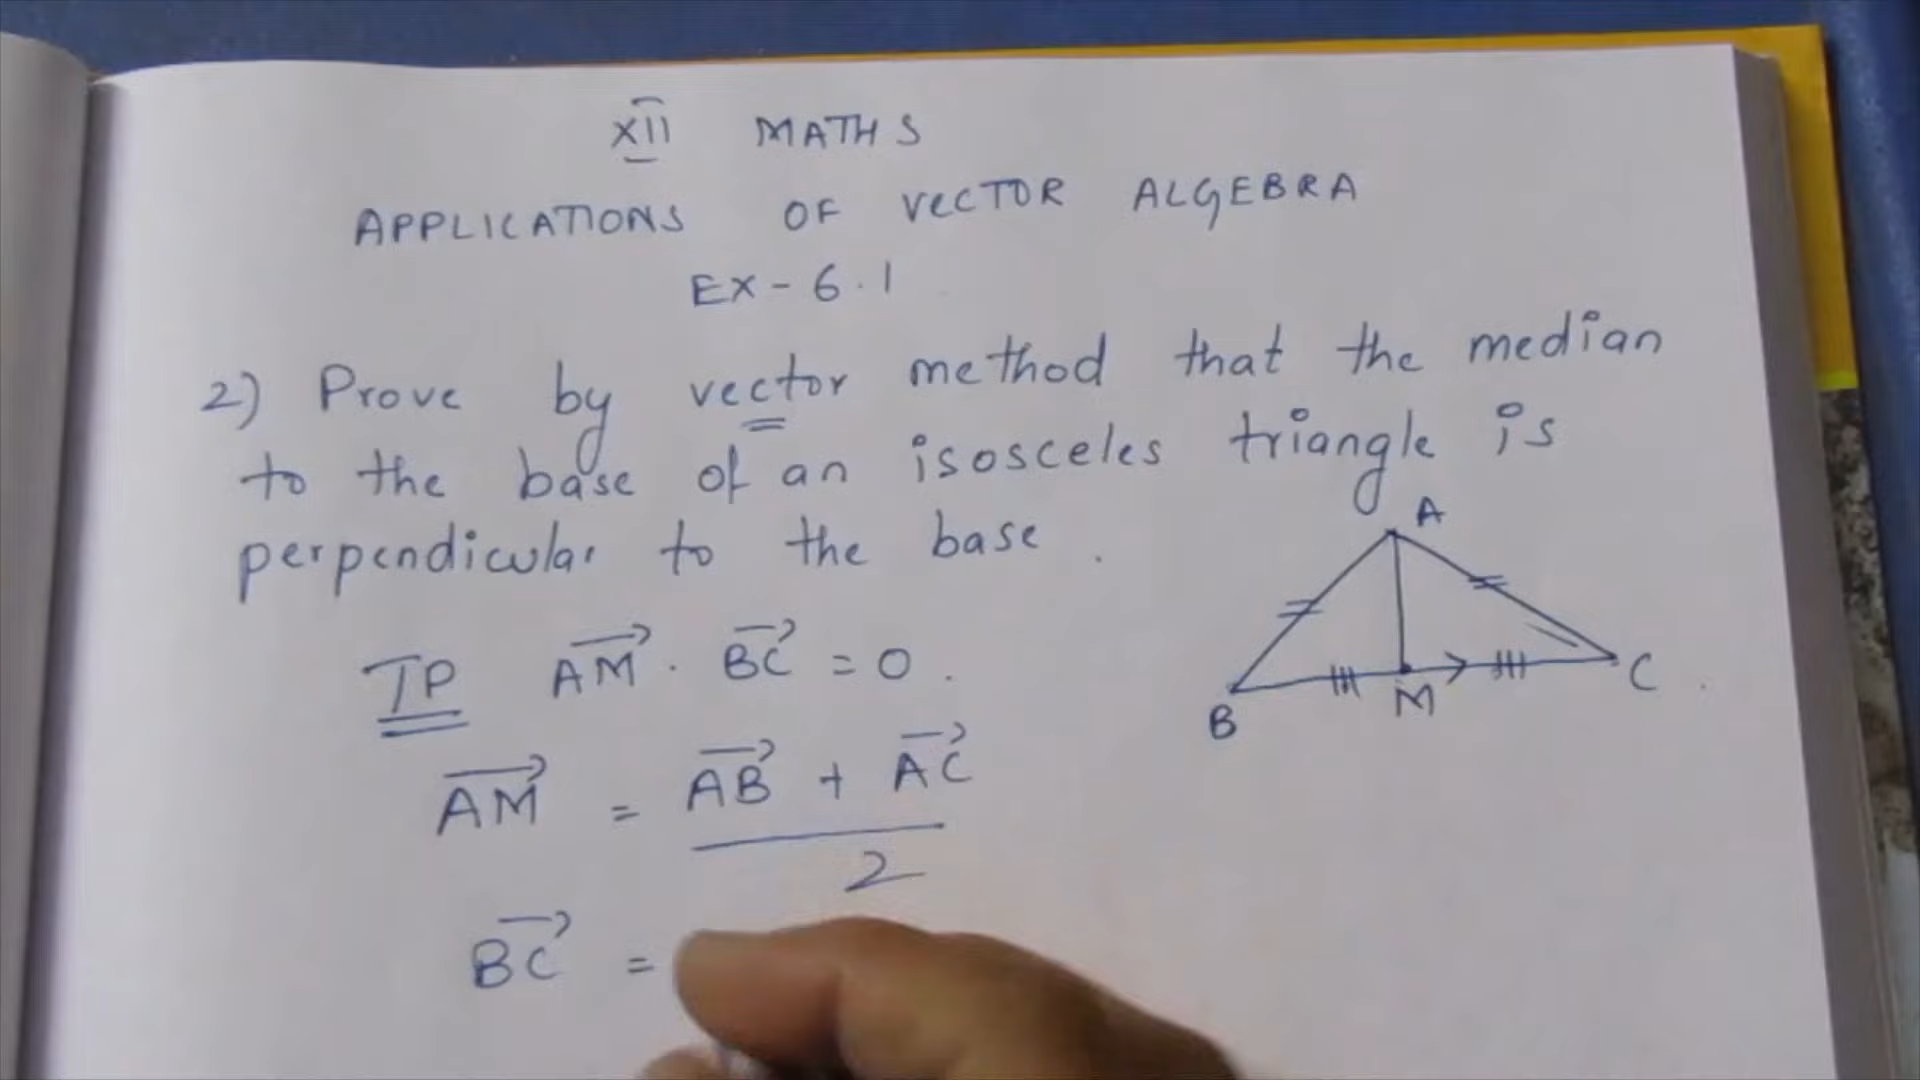 XII MATHS
APPLICATIONS OF VECTOR ALGEBRA
EX - 6.1
2) Prove by vector method that the median
to the base of an isosceles triangle is
perpendicular to the base.
A
B
M
C
TP AM⃗ . BC⃗ = 0.
AM⃗ = AB⃗ + AC⃗
2
BC⃗ =